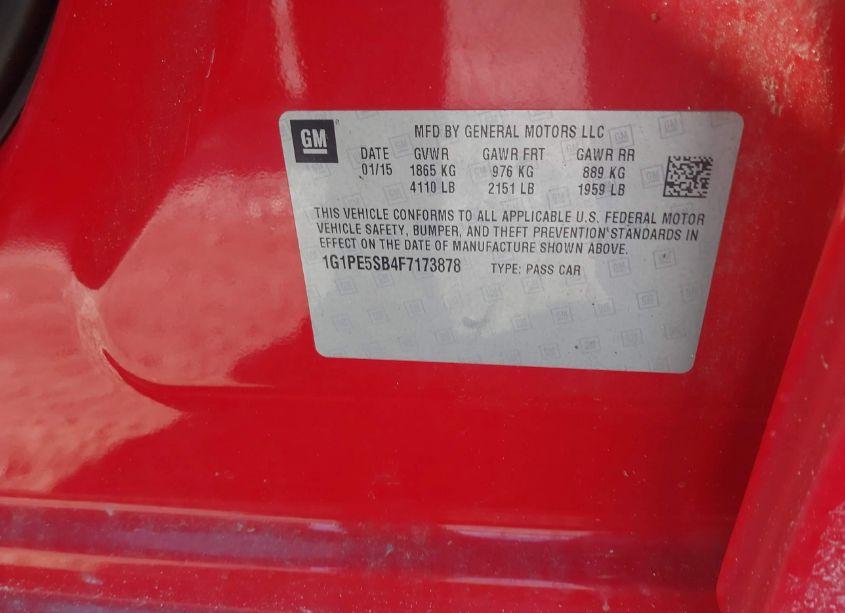 GM
MFD BY GENERAL MOTORS LLC
DATE GVWR GAWR FRT GAWR RR
01/15 1865 KG 976 KG 889 KG
4110 LB 2151 LB 1959 LB
THIS VEHICLE CONFORMS TO ALL APPLICABLE U.S. FEDERAL MOTOR
VEHICLE SAFETY, BUMPER, AND THEFT PREVENTION STANDARDS IN
EFFECT ON THE DATE OF MANUFACTURE SHOWN ABOVE.
1G1PE5SB4F7173878 TYPE: PASS CAR